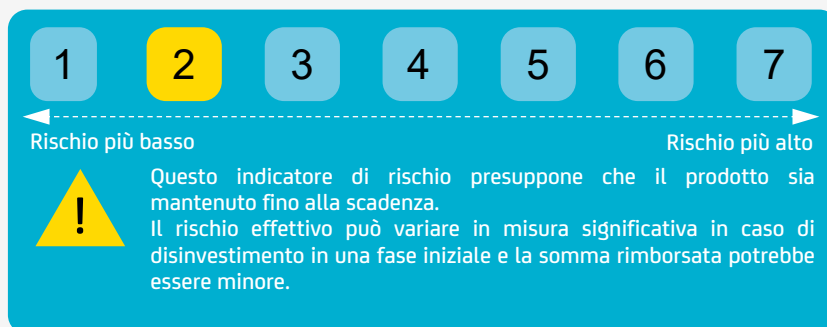 1 2 3 4 5 6 7
Rischio più basso Rischio più alto
!
Questo indicatore di rischio presuppone che il prodotto sia
mantenuto fino alla scadenza.
Il rischio effettivo può variare in misura significativa in caso di
disinvestimento in una fase iniziale e la somma rimborsata potrebbe
essere minore.